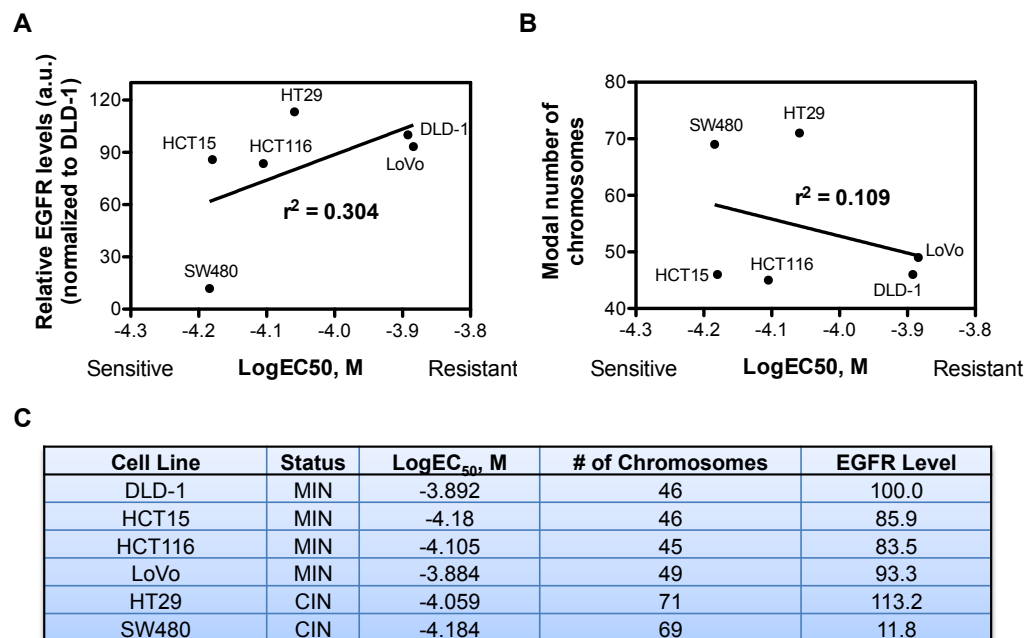 A
Relative EGFR levels (a.u.)
(normalized to DLD-1)
120
90
60
30
0
HT29
HCT15
HCT116
DLD-1
LoVo
r² = 0.304
SW480
-4.3 -4.2 -4.1 -4.0 -3.9 -3.8
Sensitive LogEC50, M Resistant
B
Modal number of
chromosomes
80
70
60
50
40
SW480
HT29
r² = 0.109
HCT15
HCT116
LoVo
DLD-1
-4.3 -4.2 -4.1 -4.0 -3.9 -3.8
Sensitive LogEC50, M Resistant
C
Cell Line Status LogEC₅₀, M # of Chromosomes EGFR Level
DLD-1 MIN -3.892 46 100.0
HCT15 MIN -4.18 46 85.9
HCT116 MIN -4.105 45 83.5
LoVo MIN -3.884 49 93.3
HT29 CIN -4.059 71 113.2
SW480 CIN -4.184 69 11.8